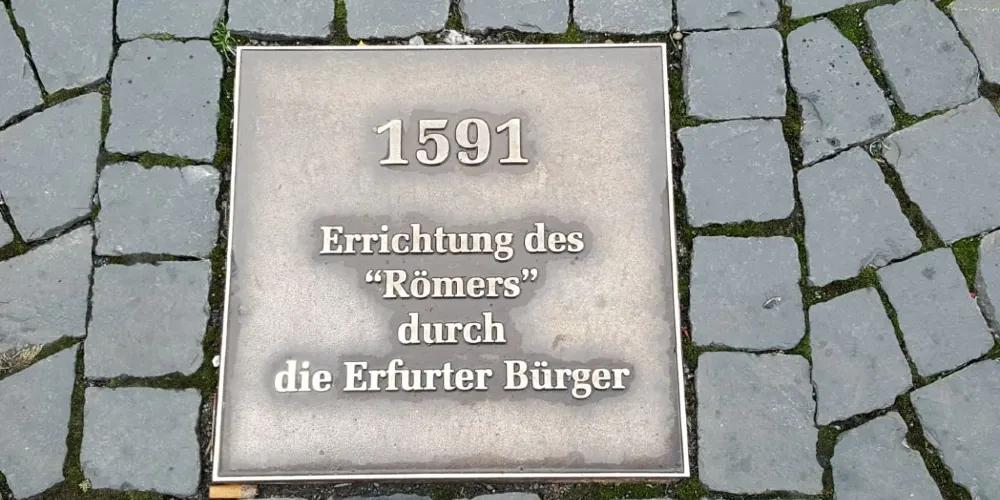 1591
Errichtung des
“Römers”
durch
die Erfurter Bürger